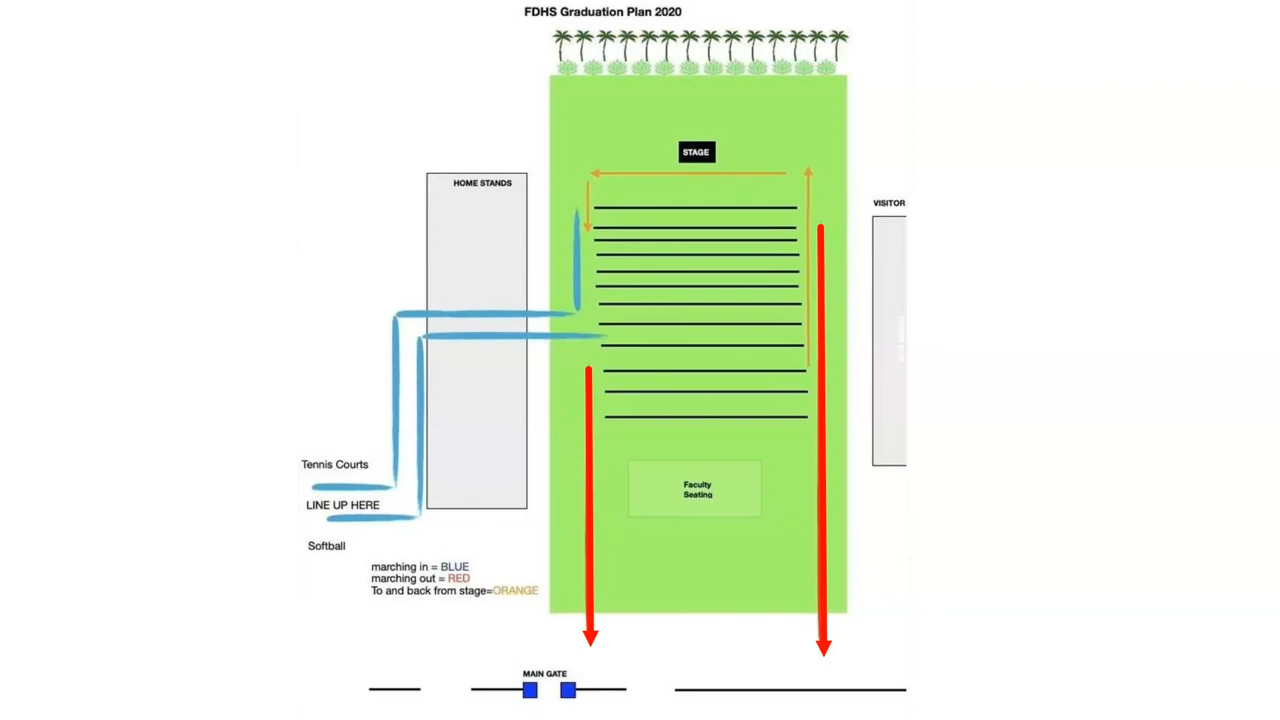 FDHS Graduation Plan 2020
STAGE
HOME STANDS
VISITOR
Tennis Courts
LINE UP HERE
Softball
Faculty
Seating
marching in = BLUE
marching out = RED
To and back from stage=ORANGE
MAIN GATE